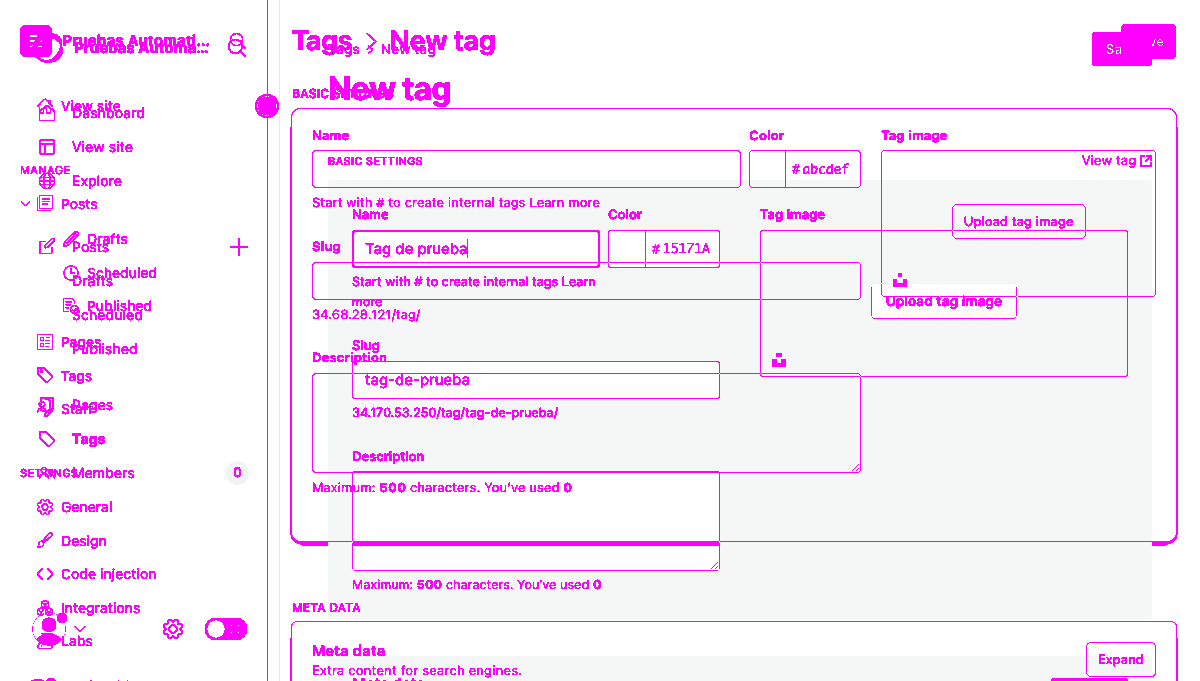 Pruebas Automati...
Pruebas Automa...
Tags > New tag
Tags > New tag
New tag
View site
Dashboard
View site
MANAGE
Explore
Posts
Drafts
Posts
Scheduled
Drafts
Published
Scheduled
Published
Pages
Tags
Pages
Staff
Tags
SETTINGS
Members
0
General
Design
Code injection
Integrations
Labs
Name
Color
Tag image
BASIC SETTINGS
#abcdef
View tag
Start with # to create internal tags Learn more
Name
Color
Tag image
Upload tag image
Slug
Tag de prueba
#15171A
Start with # to create internal tags Learn
more
Upload tag image
34.68.28.121/tag/
Slug
Description
tag-de-prueba
34.170.53.250/tag/tag-de-prueba/
Description
Maximum: 500 characters. You've used 0
Maximum: 500 characters. You've used 0
META DATA
Meta data
Extra content for search engines.
Expand